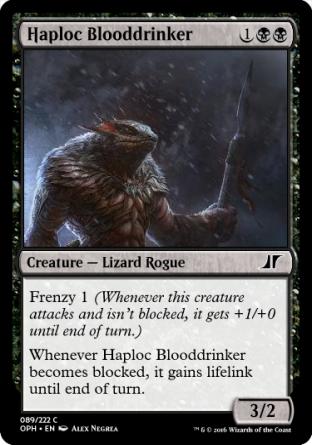 Haploc Blooddrinker 1
Creature — Lizard Rogue
Frenzy 1 (Whenever this creature
attacks and isn't blocked, it gets +1/+0
until end of turn.)
Whenever Haploc Blooddrinker
becomes blocked, it gains lifelink
until end of turn.
3/2
089/222 C
OPH • EN Alex Negrea
™ & © 2016 Wizards of the Coast